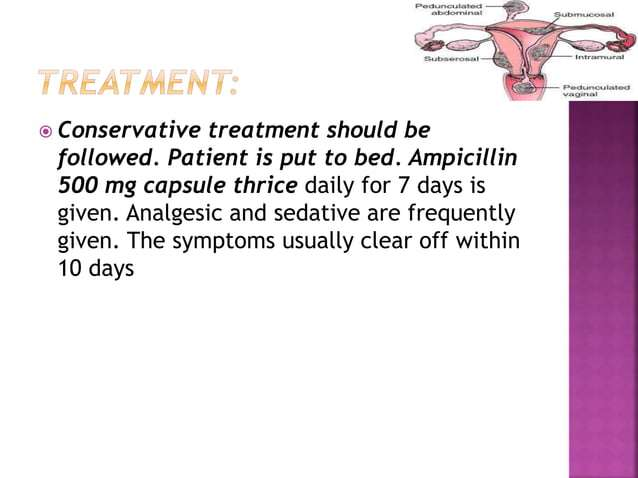 Pedunculated
abdominal
Submucosal
Subserosal
Intramural
Pedunculated
vaginal
TREATMENT:
Conservative treatment should be
followed. Patient is put to bed. Ampicillin
500 mg capsule thrice daily for 7 days is
given. Analgesic and sedative are frequently
given. The symptoms usually clear off within
10 days